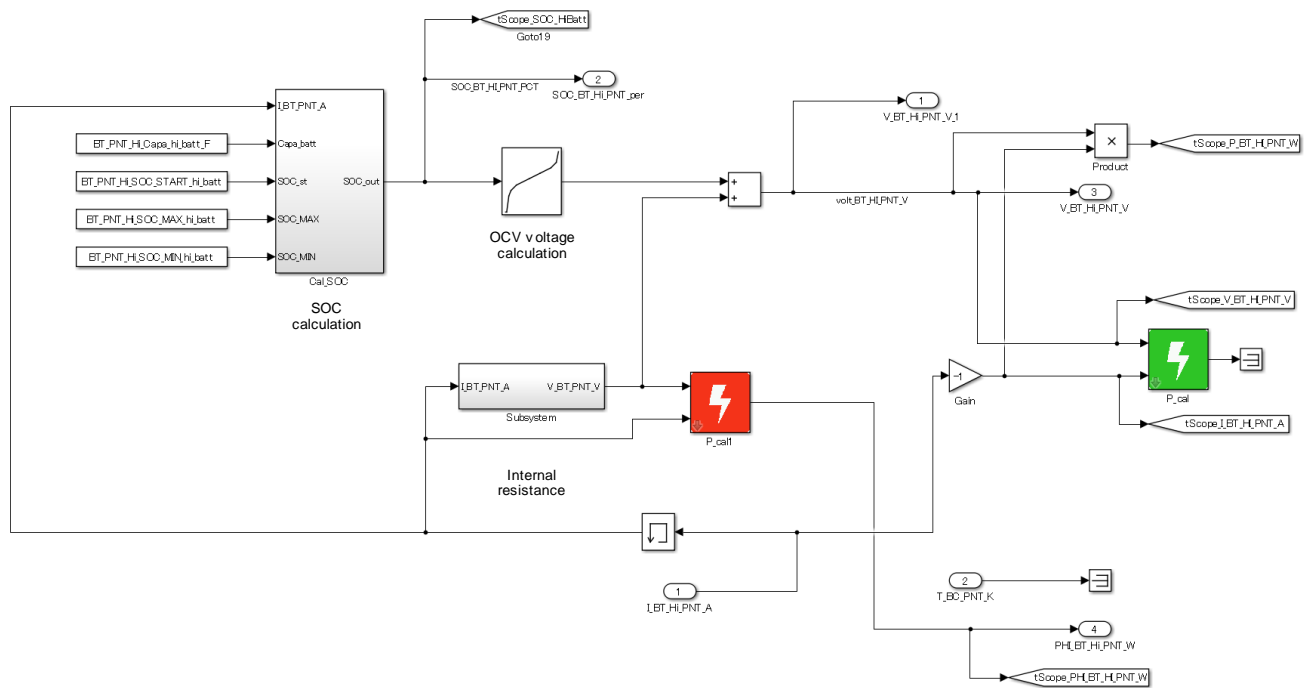 tScope_SOC_HiBatt
Goto19
2
SOC_BT_HI_PNT_PCT
SOC_BT_Hi_PNT_per
I_BT_PNT_A
BT_PNT_Hi_Capa_hi_batt_F
Capa_batt
BT_PNT_Hi_SOC_START_hi_batt
SOC_st
SOC_out
BT_PNT_Hi_SOC_MAX_hi_batt
SOC_MAX
BT_PNT_Hi_SOC_MIN_hi_batt
SOC_MIN
Cal_SOC
SOC
calculation
OCV voltage
calculation
+
+
1
V_BT_Hi_PNT_V_1
×
Product
tScope_P_BT_HI_PNT_W
volt_BT_HI_PNT_V
3
V_BT_Hi_PNT_V
tScope_V_BT_HI_PNT_V
I_BT_PNT_A
V_BT_PNT_V
Subsystem
P_cal1
-1
Gain
P_cal
tScope_I_BT_HI_PNT_A
Internal
resistance
1
I_BT_Hi_PNT_A
2
T_BC_PNT_K
4
PHI_BT_Hi_PNT_W
tScope_PHI_BT_HI_PNT_W